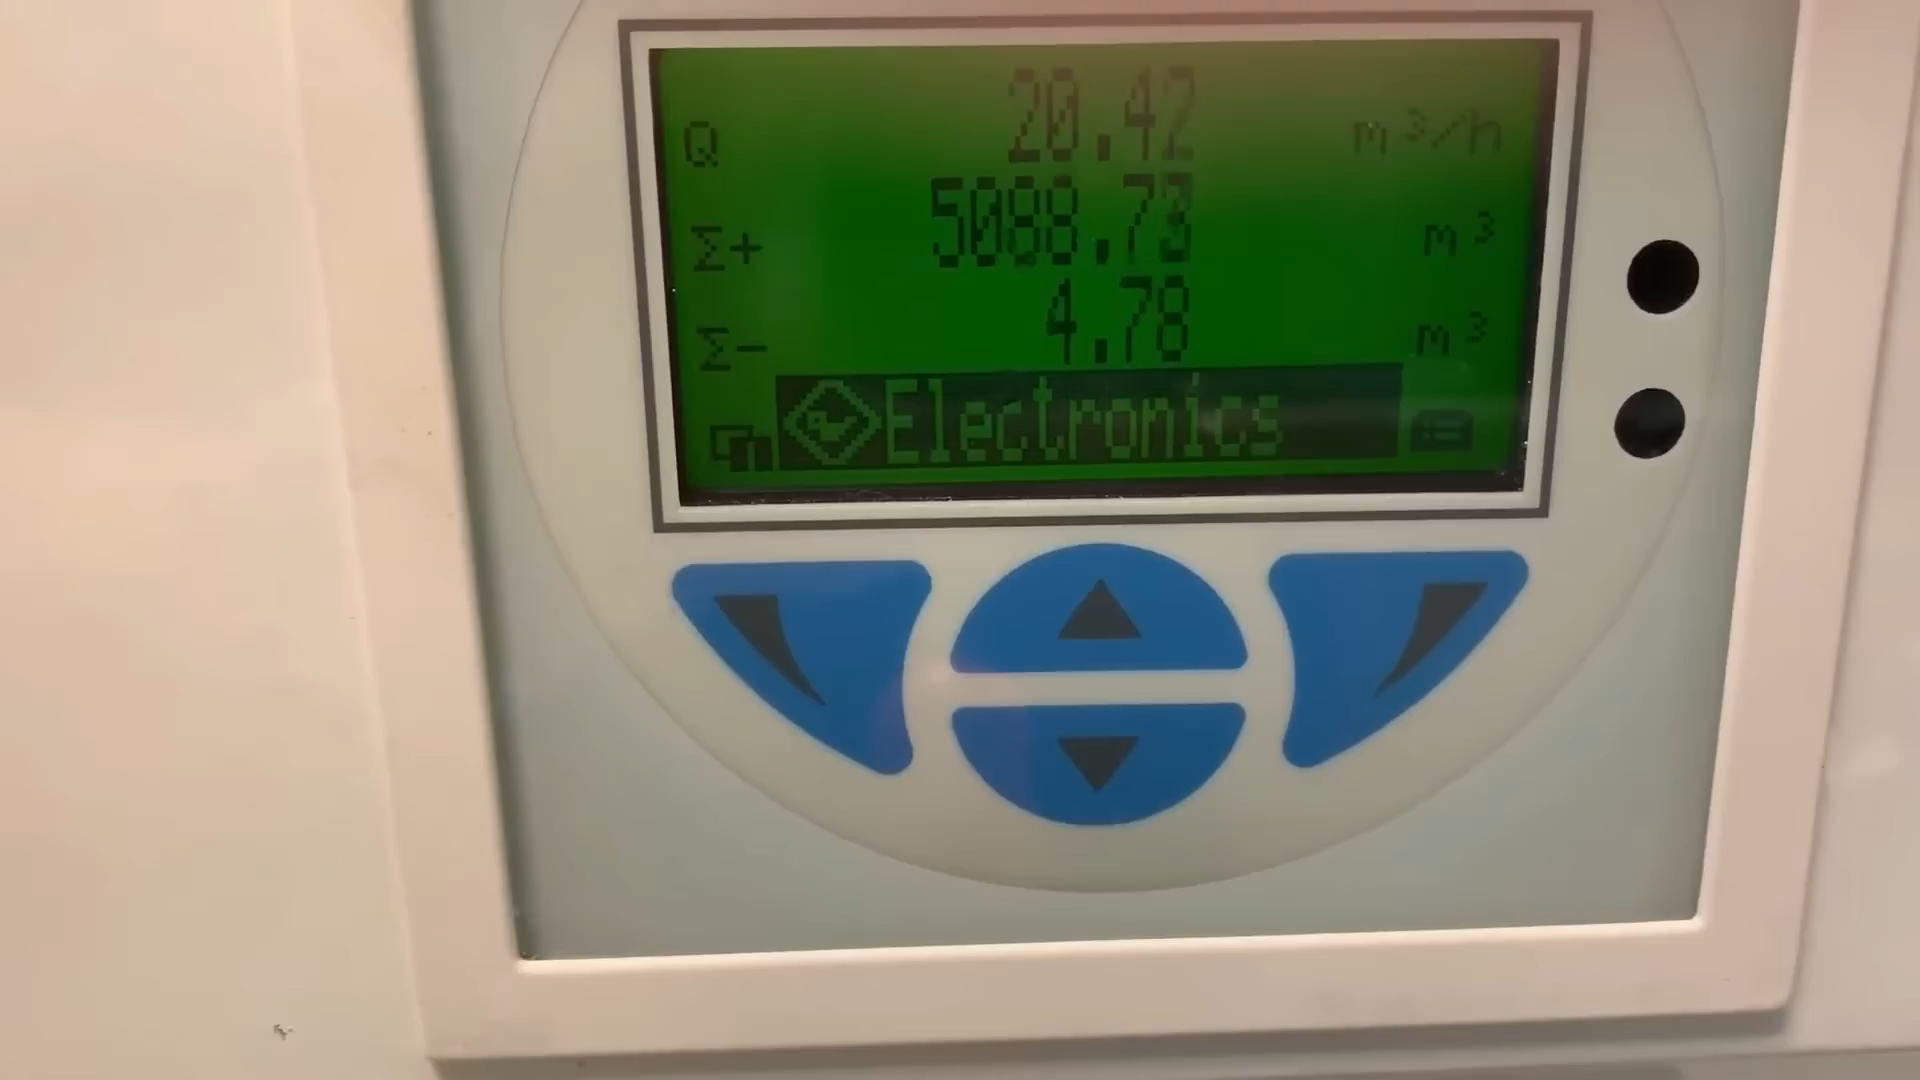 Q 20.42 m³/h
Σ+ 5088.73 m³
Σ- 4.78 m³
Electronics